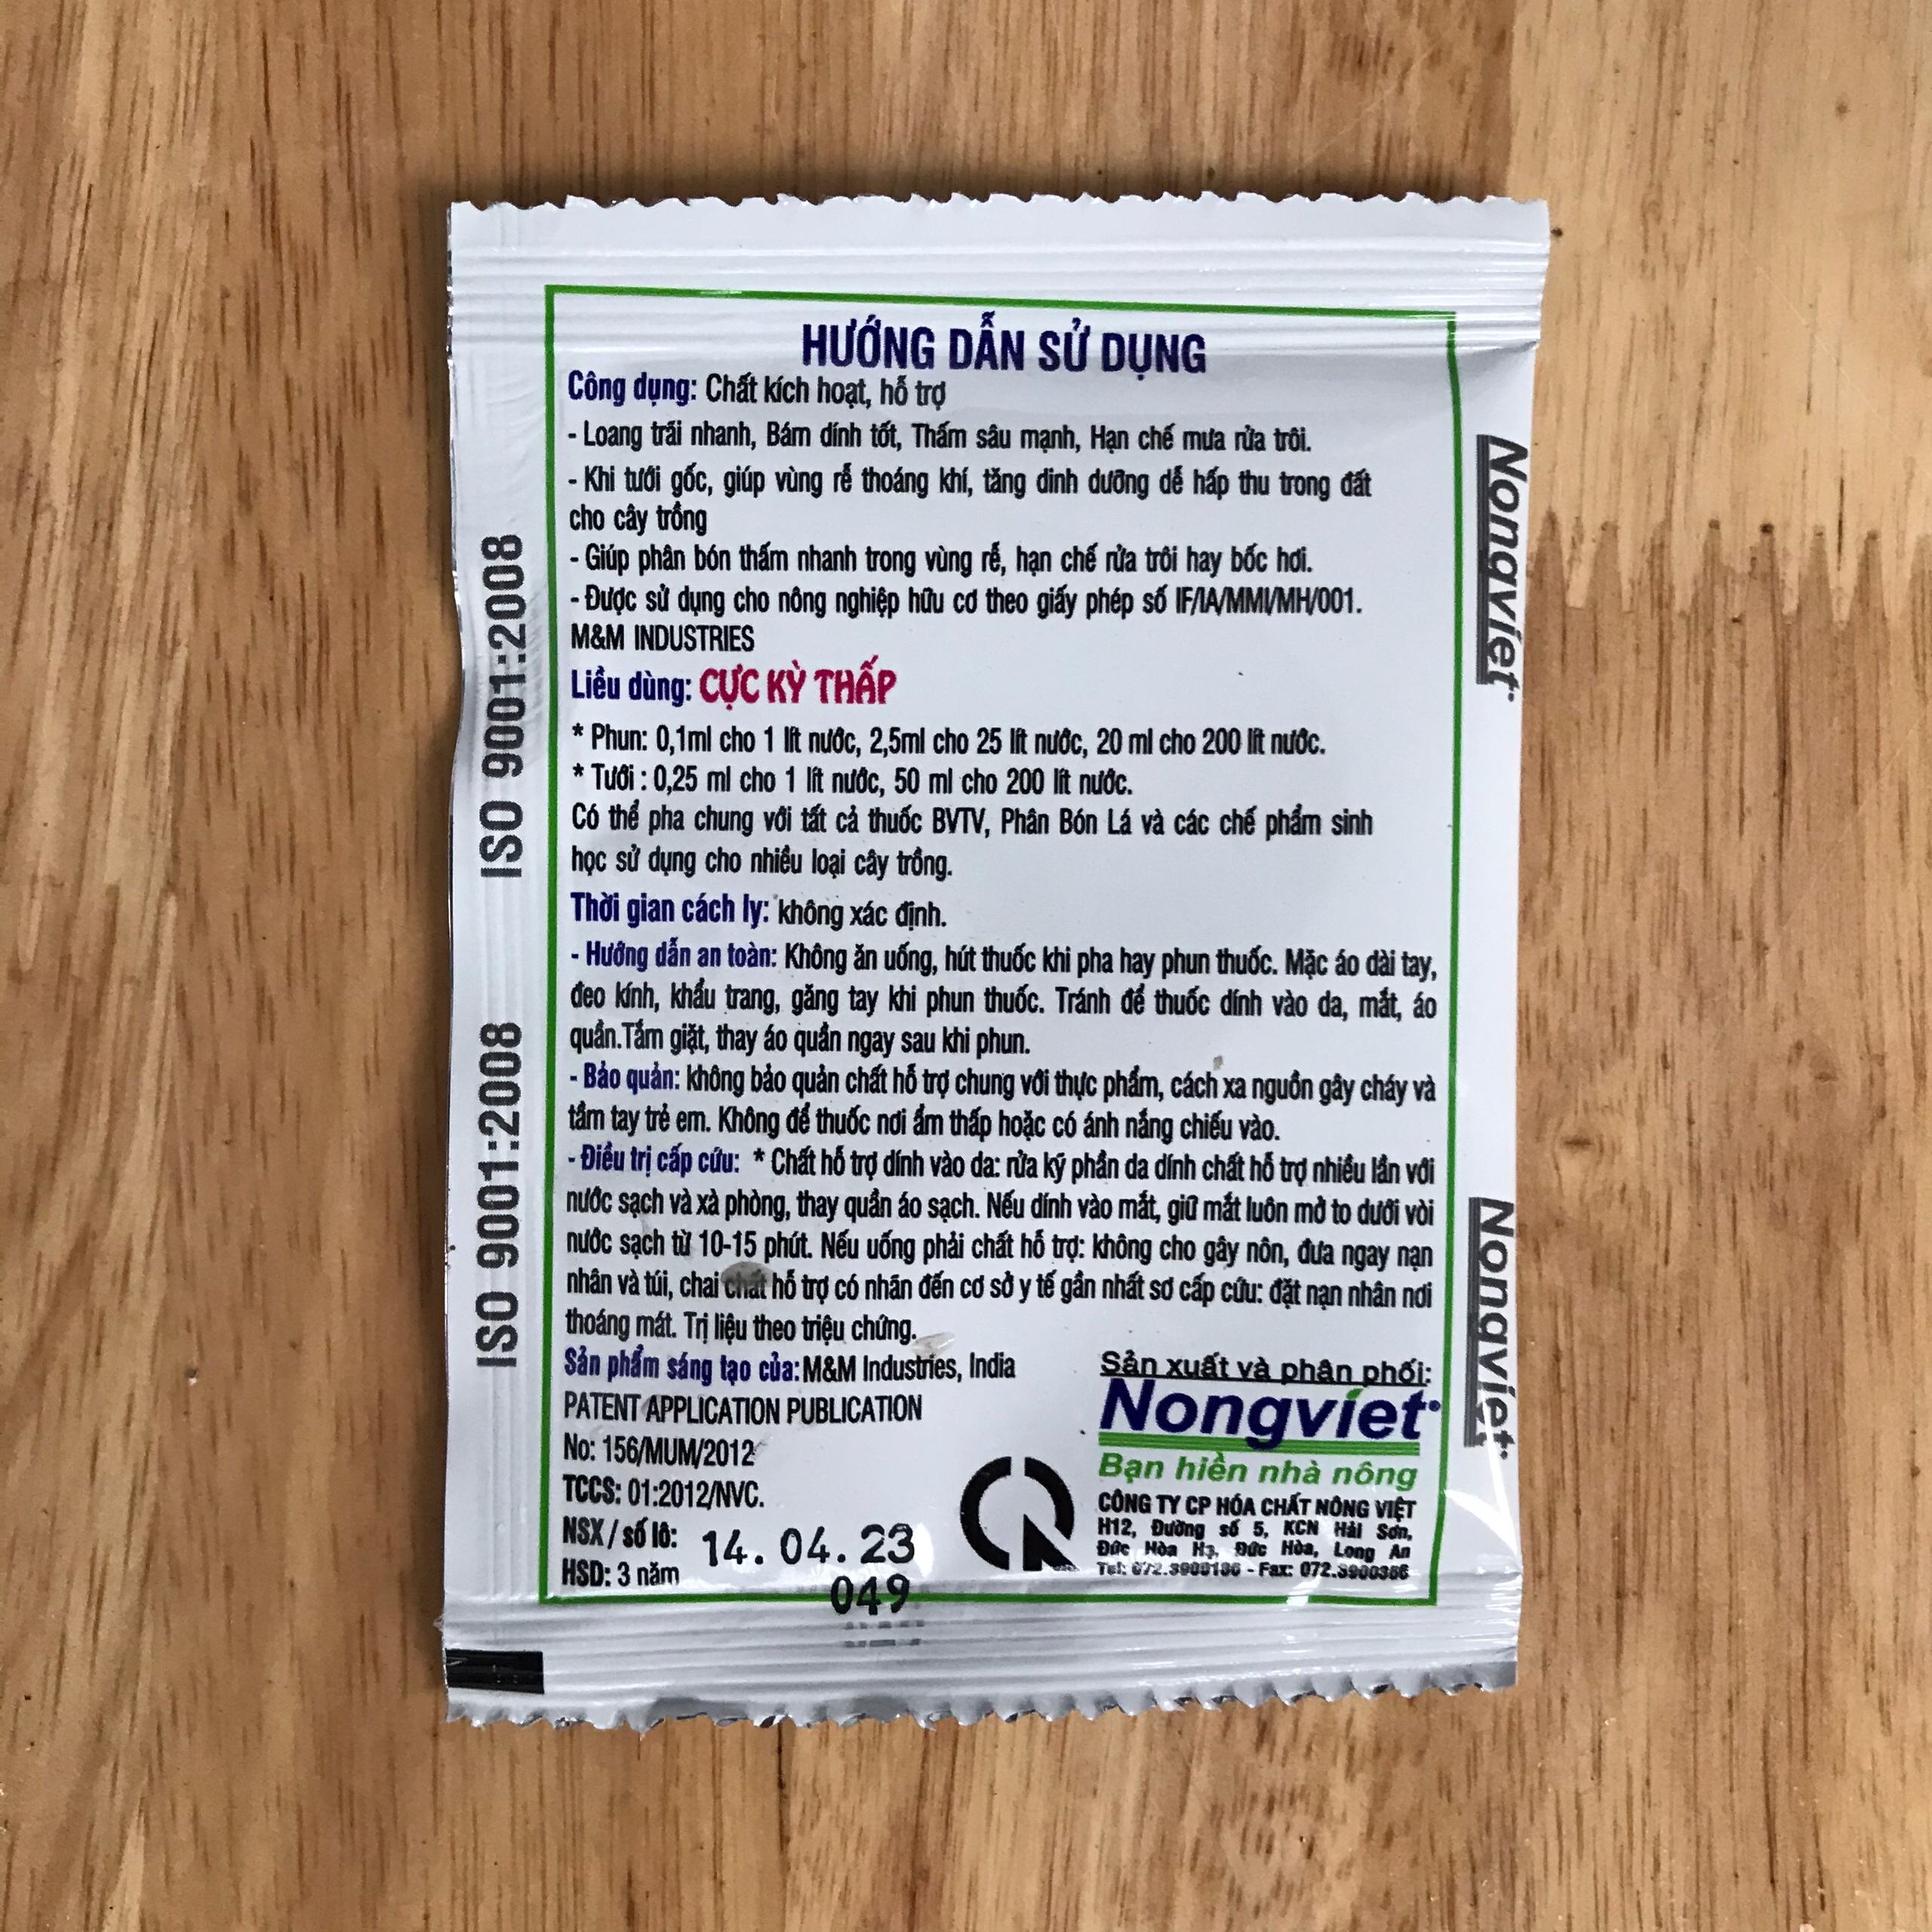 HƯỚNG DẪN SỬ DỤNG
Công dụng: Chất kích hoạt, hỗ trợ
- Loang trãi nhanh, Bám dính tốt, Thấm sâu mạnh, Hạn chế mưa rửa trôi.
- Khi tưới gốc, giúp vùng rễ thoáng khí, tăng dinh dưỡng dễ hấp thu trong đất
cho cây trồng
- Giúp phân bón thấm nhanh trong vùng rễ, hạn chế rửa trôi hay bốc hơi.
- Được sử dụng cho nông nghiệp hữu cơ theo giấy phép số IF/IA/MMI/MH/001.
M&M INDUSTRIES
Liều dùng: CỰC KỲ THẤP
* Phun: 0,1ml cho 1 lít nước, 2,5ml cho 25 lít nước, 20 ml cho 200 lít nước.
* Tưới : 0,25 ml cho 1 lít nước, 50 ml cho 200 lít nước.
Có thể pha chung với tất cả thuốc BVTV, Phân Bón Lá và các chế phẩm sinh
học sử dụng cho nhiều loại cây trồng.
Thời gian cách ly: không xác định.
- Hướng dẫn an toàn: Không ăn uống, hút thuốc khi pha hay phun thuốc. Mặc áo dài tay,
đeo kính, khẩu trang, găng tay khi phun thuốc. Tránh để thuốc dính vào da, mắt, áo
quần.Tắm giặt, thay áo quần ngay sau khi phun.
- Bảo quản: không bảo quản chất hỗ trợ chung với thực phẩm, cách xa nguồn gây cháy và
tầm tay trẻ em. Không để thuốc nơi ẩm thấp hoặc có ánh nắng chiếu vào.
- Điều trị cấp cứu: * Chất hỗ trợ dính vào da: rửa kỹ phần da dính chất hỗ trợ nhiều lần với
nước sạch và xà phòng, thay quần áo sạch. Nếu dính vào mắt, giữ mắt luôn mở to dưới vòi
nước sạch từ 10-15 phút. Nếu uống phải chất hỗ trợ: không cho gây nôn, đưa ngay nạn
nhân và túi, chai chất hỗ trợ có nhãn đến cơ sở y tế gần nhất sơ cấp cứu: đặt nạn nhân nơi
thoáng mát. Trị liệu theo triệu chứng.
Sản phẩm sáng tạo của: M&M Industries, India
PATENT APPLICATION PUBLICATION
No: 156/MUM/2012
TCCS: 01:2012/NVC.
NSX / số lô: 14. 04. 23
HSD: 3 năm
049
Sản xuất và phân phối:
Nongviet
Bạn hiền nhà nông
CÔNG TY CP HÓA CHẤT NÔNG VIỆT
H12, Đường số 5, KCN Hải Sơn,
Đức Hòa Hạ, Đức Hòa, Long An
Tel: - Fax:
ISO 9001:2008
ISO 9001:2008
Nongviet
Nongviet